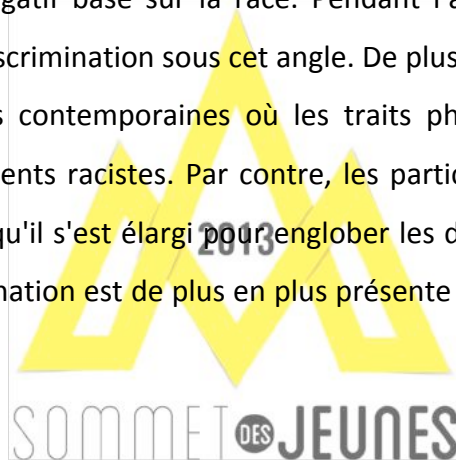 gatif basé sur la race. Pendant l'a
scrimination sous cet angle. De plus
s contemporaines où les traits ph
ents racistes. Par contre, les partic
qu'il s'est élargi pour englober les d
2013
nation est de plus en plus présente
SOMMET DES JEUNES